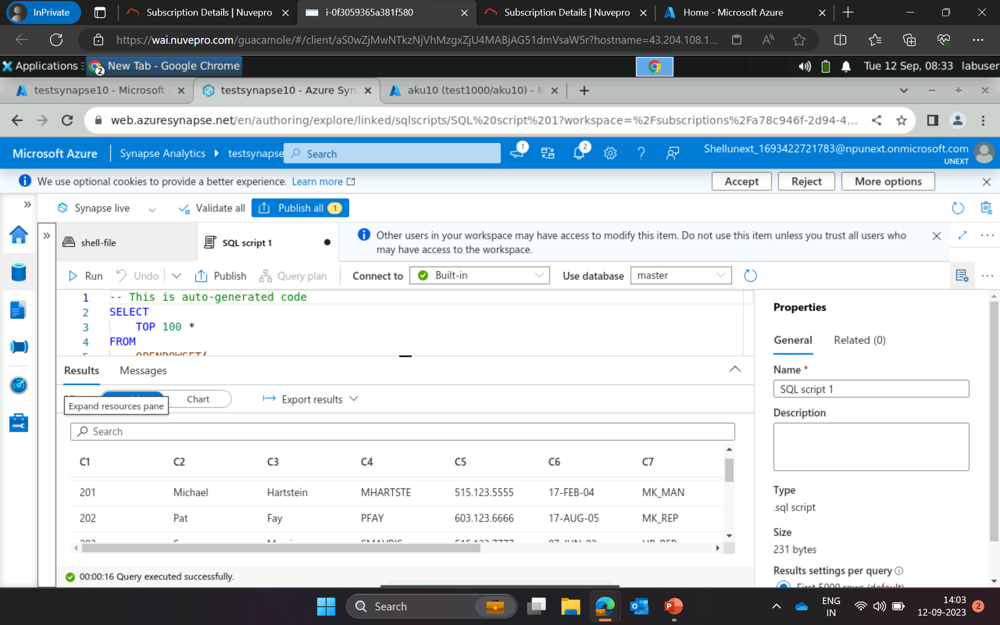 InPrivate
Subscription Details | Nuvepro
i-0f3059365a381f580
Subscription Details | Nuvepro
Home - Microsoft Azure
https://wai.nuvepro.com/guacamole/#/client/aS0wZjMwNTkzNjVhMzgxZjU4MABjAG51dmVsaW5r?hostname=43.204.108.1...
Applications
2
New Tab - Google Chrome
Tue 12 Sep, 08:33
labuser
testsynapse10 - Microsoft
testsynapse10 - Azure Syn
aku10 (test1000/aku10) - M
web.azuresynapse.net/en/authoring/explore/linked/sqlscripts/SQL%20script%201?workspace=%2Fsubscriptions%2Fa78c946f-2d94-4...
Microsoft Azure
Synapse Analytics
testsynapse
Search
1
2
Shellunext_1693422721783@npunext.onmicrosoft.com
UNEXT
We use optional cookies to provide a better experience. Learn more
Accept
Reject
More options
Synapse live
Validate all
Publish all 1
shell-file
SQL script 1
Other users in your workspace may have access to modify this item. Do not use this item unless you trust all users who
may have access to the workspace.
Run
Undo
Publish
Query plan
Connect to
Built-in
Use database
master
1 -- This is auto-generated code
2 SELECT
3 TOP 100 *
4 FROM
OPENROWSET(
Results
Messages
Chart
Export results
Expand resources pane
Search
C1 C2 C3 C4 C5 C6 C7
201 Michael Hartstein MHARTSTE 515.123.5555 17-FEB-04 MK_MAN
202 Pat Fay PFAY 603.123.6666 17-AUG-05 MK_REP
00:00:16 Query executed successfully.
Properties
General
Related (0)
Name *
SQL script 1
Description
Type
.sql script
Size
231 bytes
Results settings per query
First 5000 rows (default)
Search
ENG
IN
14:03
12-09-2023
2